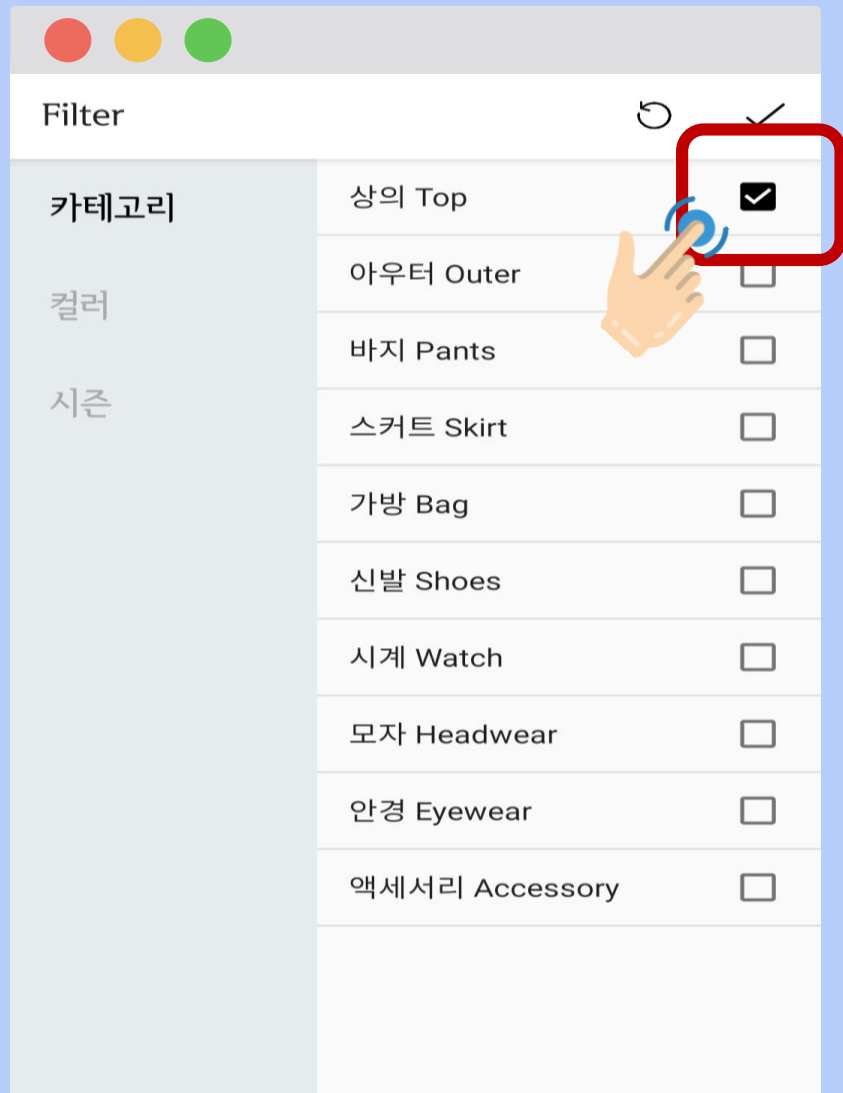 Filter
카테고리
컬러
시즌
상의 Top
아우터 Outer
바지 Pants
스커트 Skirt
가방 Bag
신발 Shoes
시계 Watch
모자 Headwear
안경 Eyewear
액세서리 Accessory